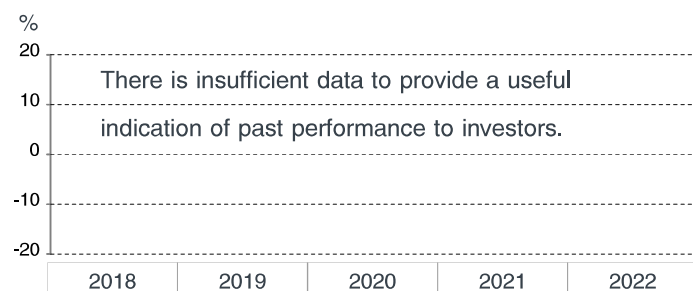 %
20
There is insufficient data to provide a useful
10
indication of past performance to investors.
0
-10
-20
2018 2019 2020 2021 2022